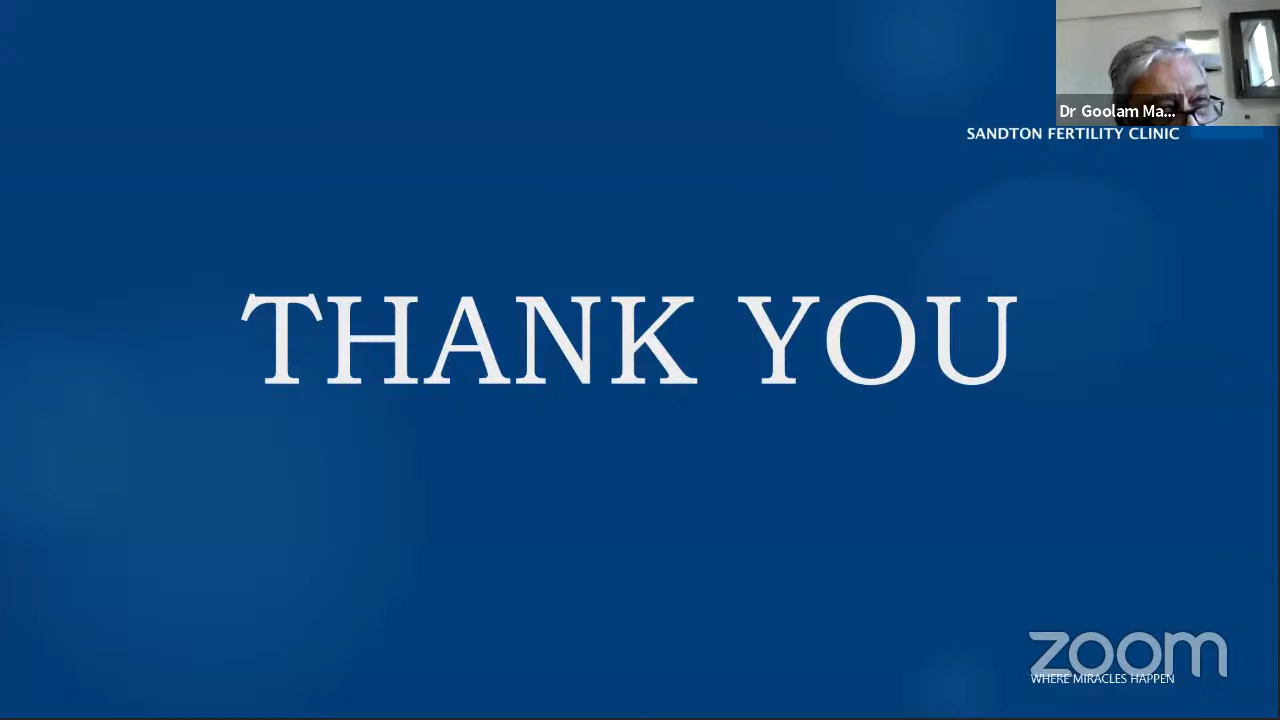 Dr Goolam Ma...
SANDTON FERTILITY CLINIC
THANK YOU
zoom
WHERE MIRACLES HAPPEN